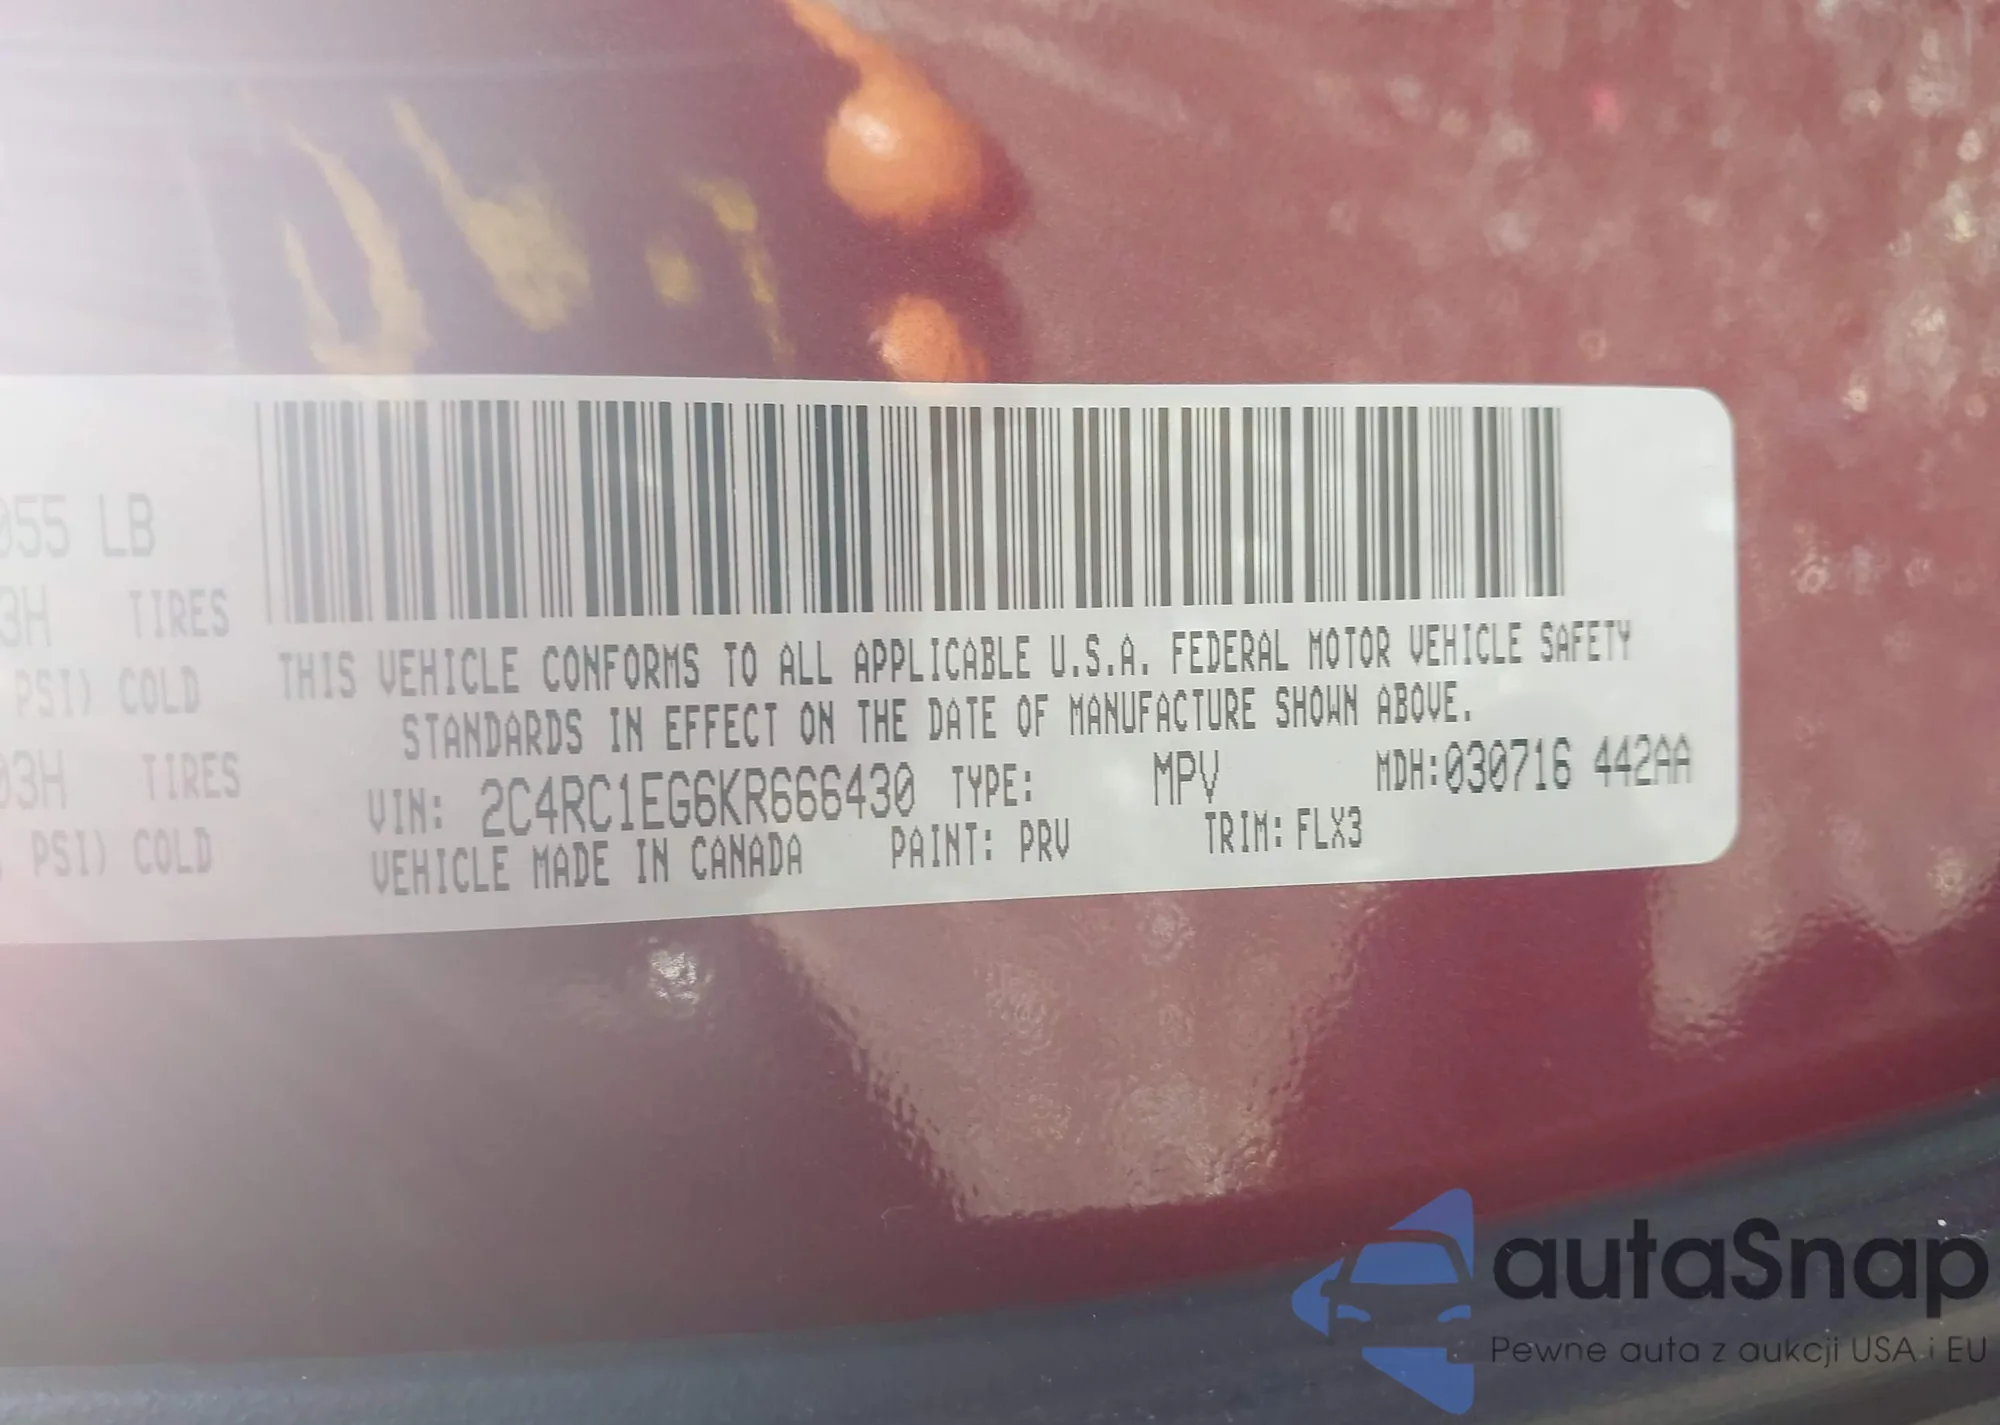 055 LB
3H TIRES
PSI) COLD
03H TIRES
PSI) COLD
THIS VEHICLE CONFORMS TO ALL APPLICABLE U.S.A. FEDERAL MOTOR VEHICLE SAFETY
STANDARDS IN EFFECT ON THE DATE OF MANUFACTURE SHOWN ABOVE.
VIN: 2C4RC1EG6KR666430 TYPE: MPV MDH:030716 442AA
VEHICLE MADE IN CANADA PAINT: PRV TRIM: FLX3
autaSnap
Pewne auta z aukcji USA i EU